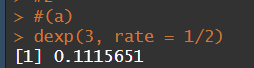 > #(a)
> dexp(3, rate = 1/2)
[1] 0.1115651